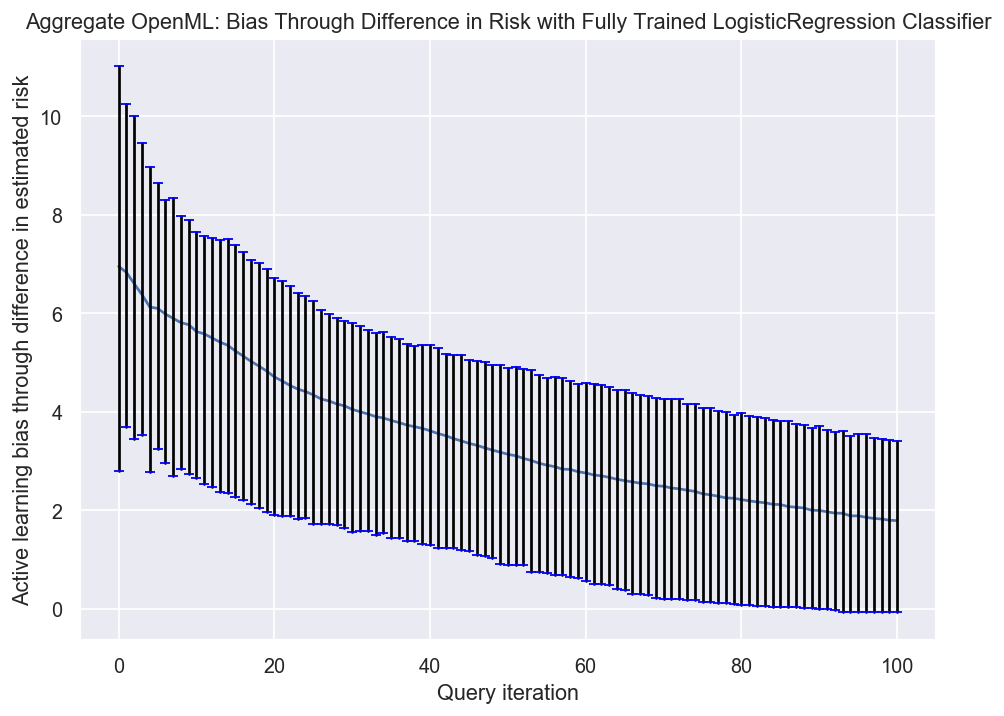 Aggregate OpenML: Bias Through Difference in Risk with Fully Trained LogisticRegression Classifier
Active learning bias through difference in estimated risk
10
8
6
4
2
0
0 20 40 60 80 100
Query iteration